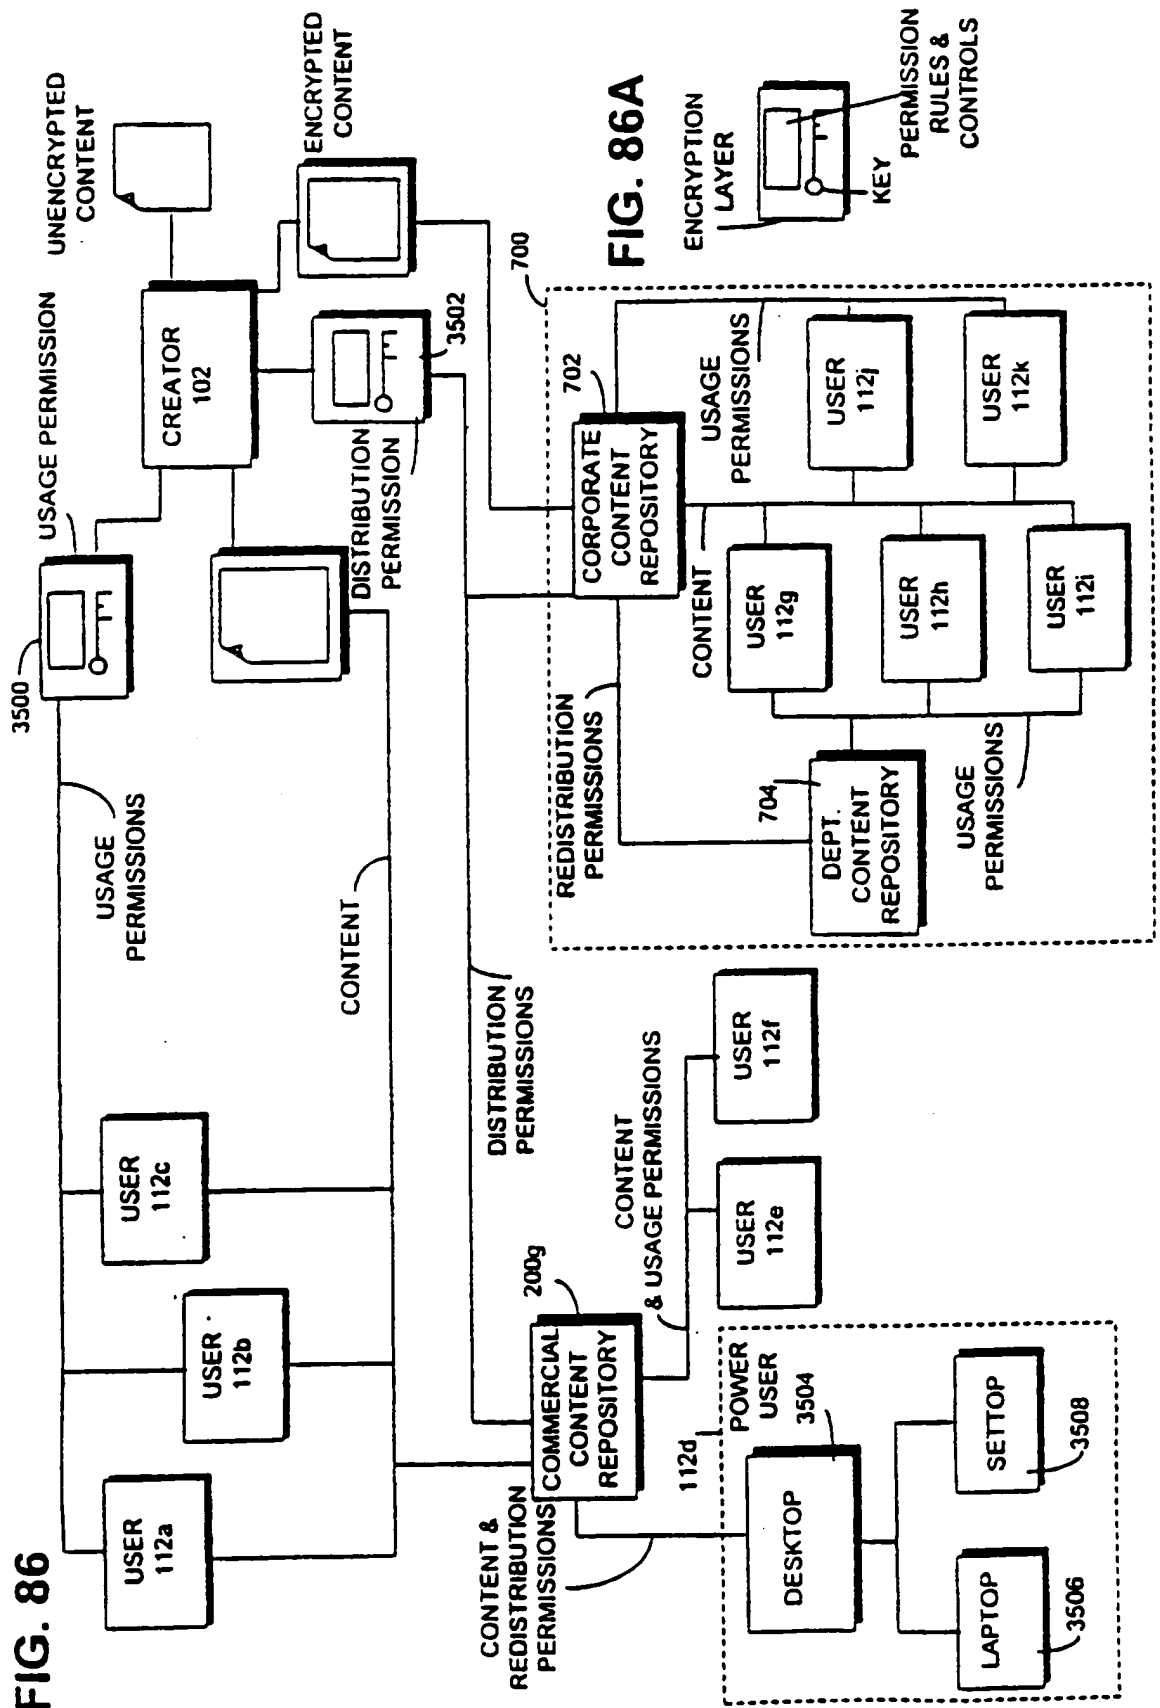 FIG. 86
3500
USAGE PERMISSION
UNENCRYPTED
CONTENT
CREATOR
102
USAGE
PERMISSIONS
USER
112a
USER
112b
USER
112c
CONTENT
DISTRIBUTION
PERMISSION
3502
ENCRYPTED
CONTENT
DISTRIBUTION
PERMISSIONS
COMMERCIAL
CONTENT
REPOSITORY
200g
CONTENT &
REDISTRIBUTION
PERMISSIONS
CONTENT
& USAGE PERMISSIONS
USER
112e
USER
112f
112d
POWER
USER
3504
DESKTOP
LAPTOP
3506
SETTOP
3508
700
CORPORATE
CONTENT
REPOSITORY
702
REDISTRIBUTION
PERMISSIONS
704
DEPT.
CONTENT
REPOSITORY
CONTENT
USAGE
PERMISSIONS
USER
112g
USER
112h
USER
112i
USER
112j
USER
112k
USAGE
PERMISSIONS
FIG. 86A
ENCRYPTION
LAYER
KEY
PERMISSION
RULES &
CONTROLS